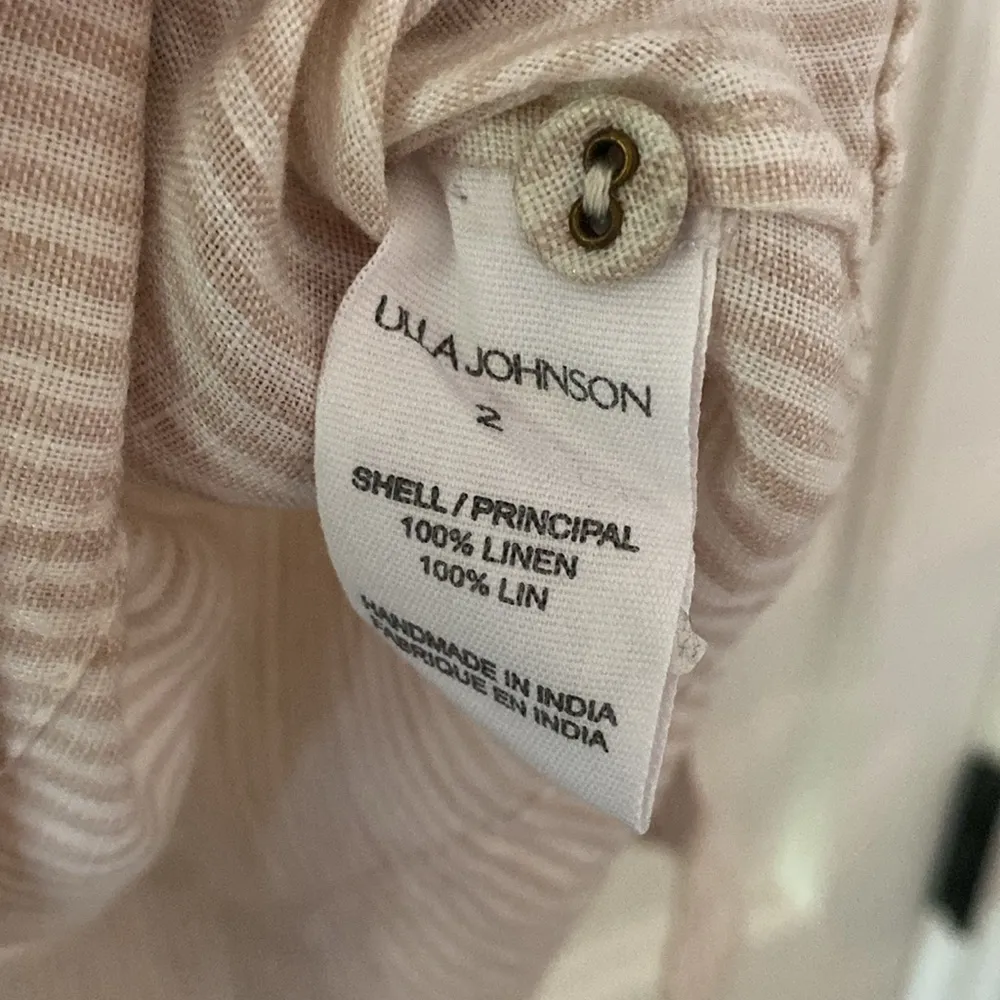 ULLA JOHNSON
2
SHELL / PRINCIPAL
100% LINEN
100% LIN
HANDMADE IN INDIA
FABRIQUE EN INDIA